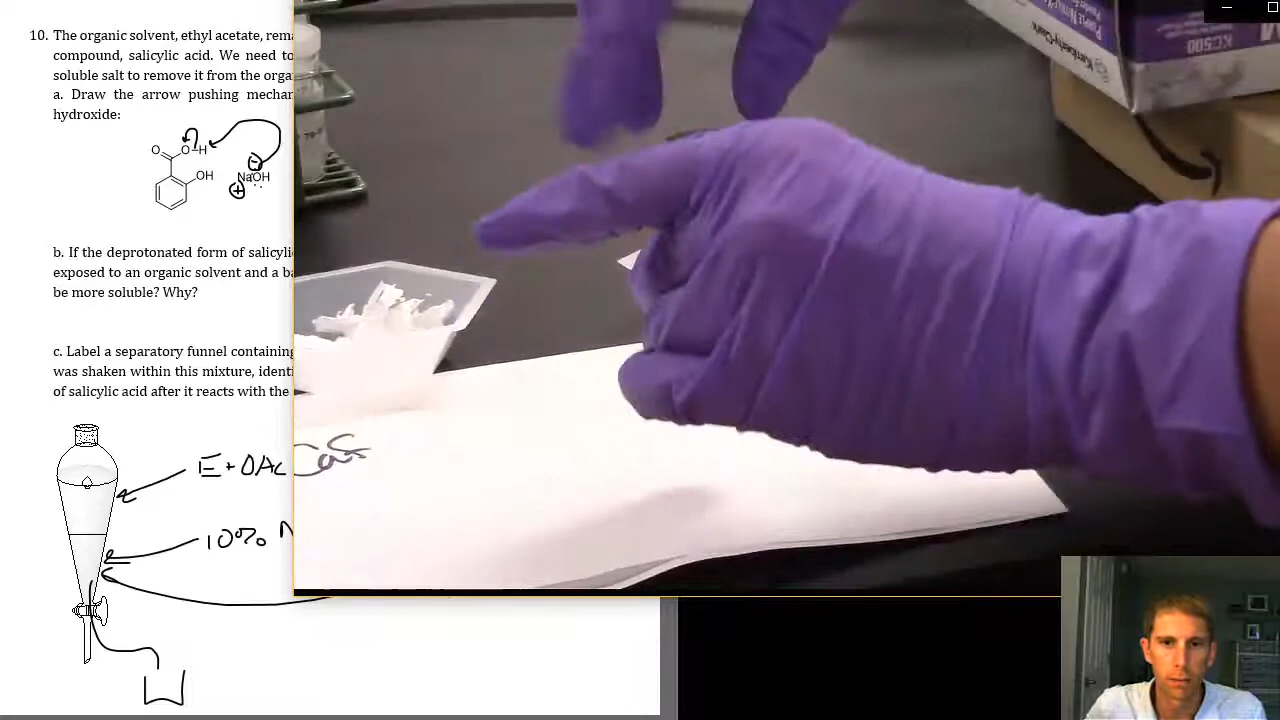 10. The organic solvent, ethyl acetate, rema
compound, salicylic acid. We need to
soluble salt to remove it from the orga
a. Draw the arrow pushing mechan
hydroxide:
O O-H
OH NaOH
b. If the deprotonated form of salicyli
exposed to an organic solvent and a ba
be more soluble? Why?
c. Label a separatory funnel containing
was shaken within this mixture, identi
of salicylic acid after it reacts with the
EtOAc
10% N
Kimberly-Clark
KC500